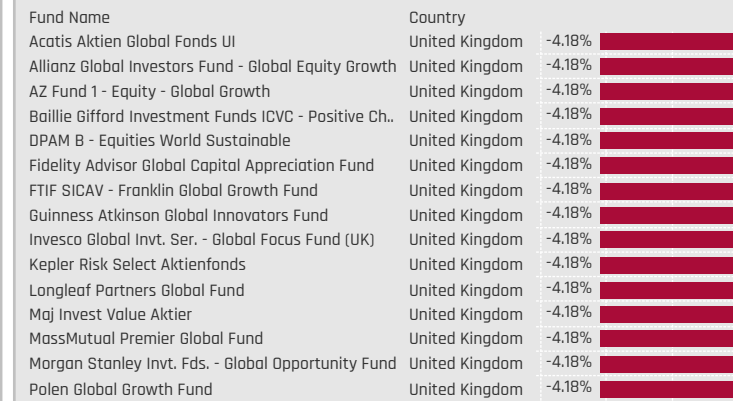 Fund Name Country
Acatis Aktien Global Fonds UI United Kingdom -4.18%
Allianz Global Investors Fund - Global Equity Growth United Kingdom -4.18%
AZ Fund 1 - Equity - Global Growth United Kingdom -4.18%
Baillie Gifford Investment Funds ICVC - Positive Ch.. United Kingdom -4.18%
DPAM B - Equities World Sustainable United Kingdom -4.18%
Fidelity Advisor Global Capital Appreciation Fund United Kingdom -4.18%
FTIF SICAV - Franklin Global Growth Fund United Kingdom -4.18%
Guinness Atkinson Global Innovators Fund United Kingdom -4.18%
Invesco Global Invt. Ser. - Global Focus Fund (UK) United Kingdom -4.18%
Kepler Risk Select Aktienfonds United Kingdom -4.18%
Longleaf Partners Global Fund United Kingdom -4.18%
Maj Invest Value Aktier United Kingdom -4.18%
MassMutual Premier Global Fund United Kingdom -4.18%
Morgan Stanley Invt. Fds. - Global Opportunity Fund United Kingdom -4.18%
Polen Global Growth Fund United Kingdom -4.18%